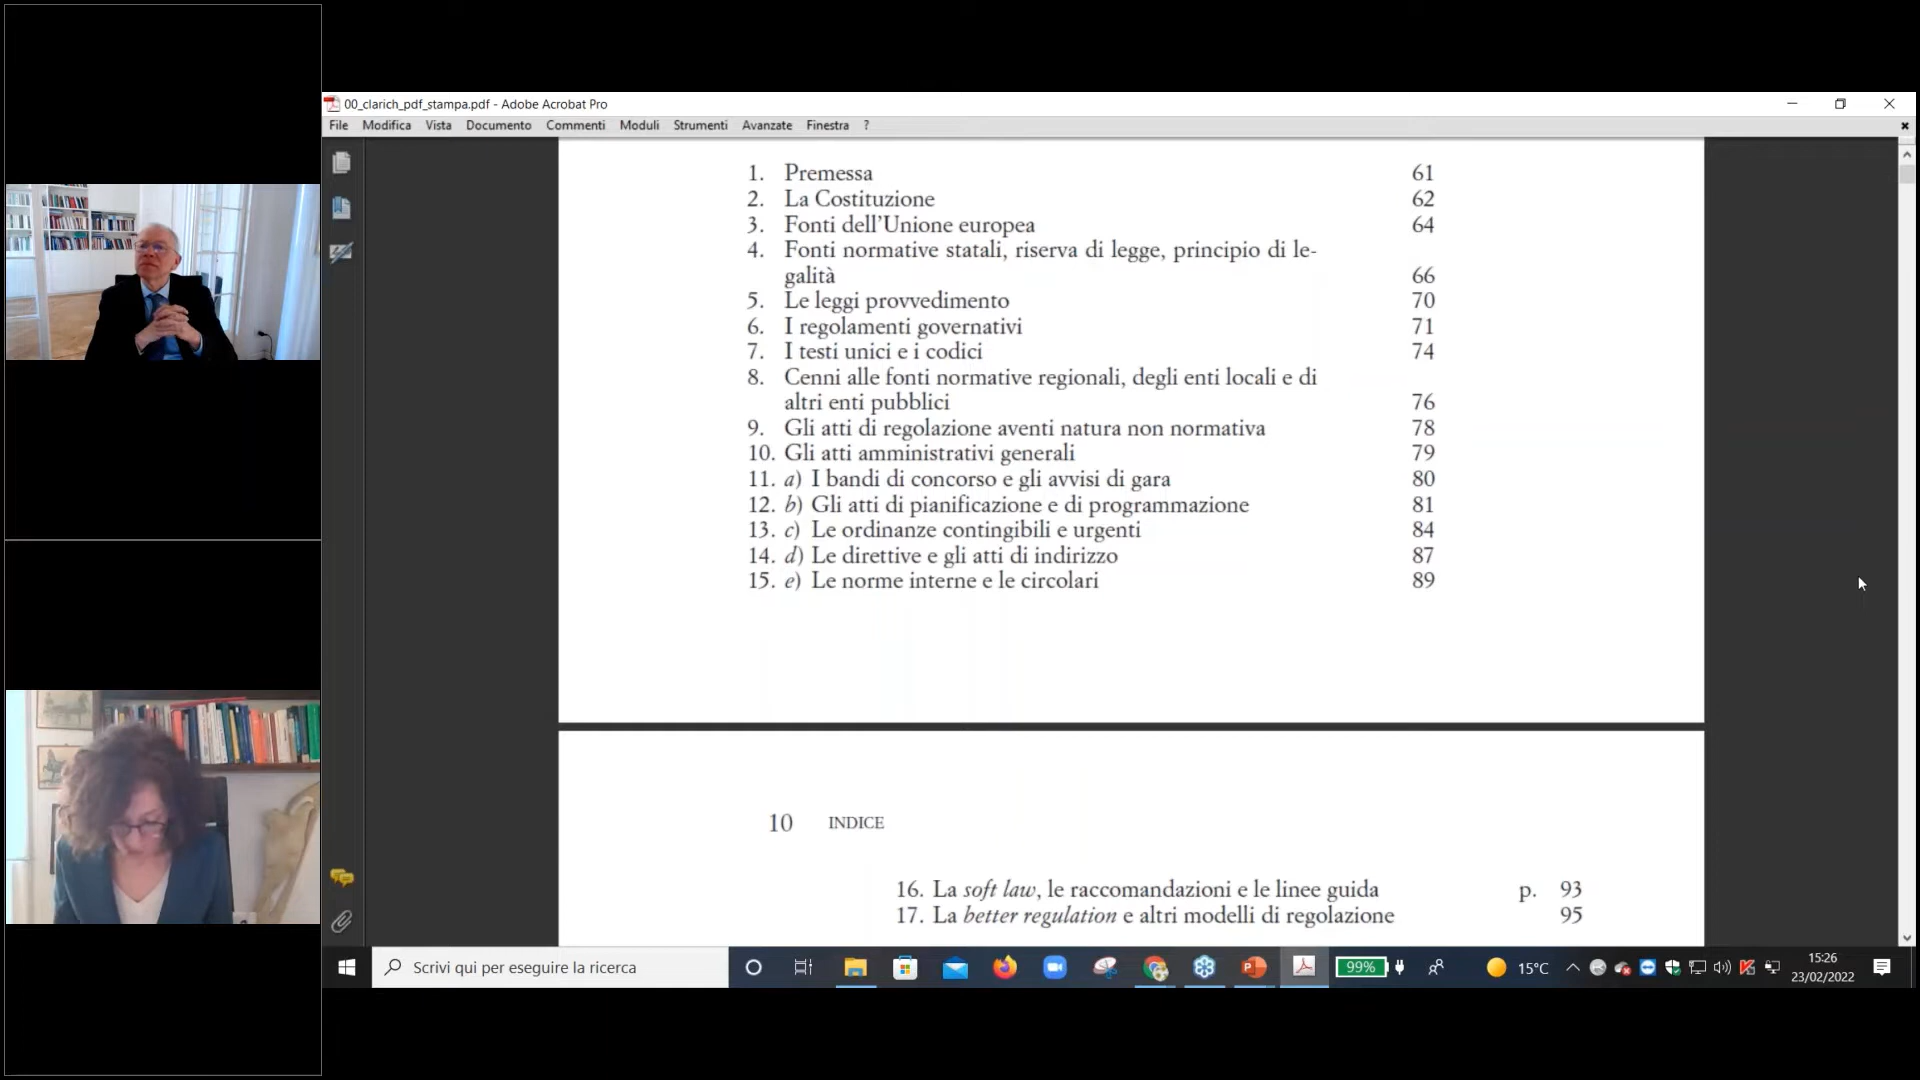 00_clarich_pdf_stampa.pdf - Adobe Acrobat Pro
File Modifica Vista Documento Commenti Moduli Strumenti Avanzate Finestra ?
1. Premessa 61
2. La Costituzione 62
3. Fonti dell'Unione europea 64
4. Fonti normative statali, riserva di legge, principio di le-
galità 66
5. Le leggi provvedimento 70
6. I regolamenti governativi 71
7. I testi unici e i codici 74
8. Cenni alle fonti normative regionali, degli enti locali e di
altri enti pubblici 76
9. Gli atti di regolazione aventi natura non normativa 78
10. Gli atti amministrativi generali 79
11. a) I bandi di concorso e gli avvisi di gara 80
12. b) Gli atti di pianificazione e di programmazione 81
13. c) Le ordinanze contingibili e urgenti 84
14. d) Le direttive e gli atti di indirizzo 87
15. e) Le norme interne e le circolari 89
10 INDICE
16. La soft law, le raccomandazioni e le linee guida p. 93
17. La better regulation e altri modelli di regolazione 95
Scrivi qui per eseguire la ricerca
99%
15°C
15:26
23/02/2022